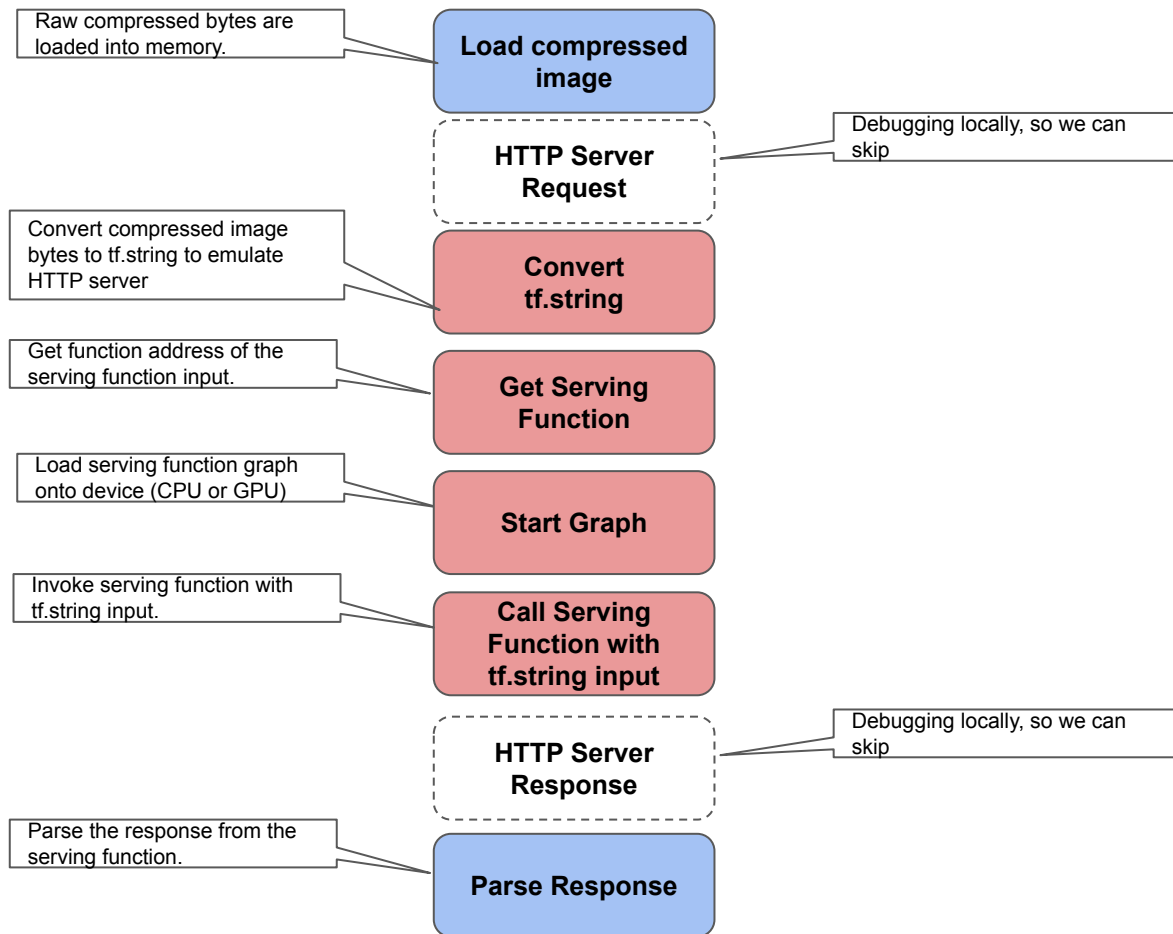 Raw compressed bytes are
loaded into memory.
Load compressed
image
HTTP Server
Request
Debugging locally, so we can
skip
Convert compressed image
bytes to tf.string to emulate
HTTP server
Convert
tf.string
Get function address of the
serving function input.
Get Serving
Function
Load serving function graph
onto device (CPU or GPU)
Start Graph
Invoke serving function with
tf.string input.
Call Serving
Function with
tf.string input
HTTP Server
Response
Debugging locally, so we can
skip
Parse the response from the
serving function.
Parse Response